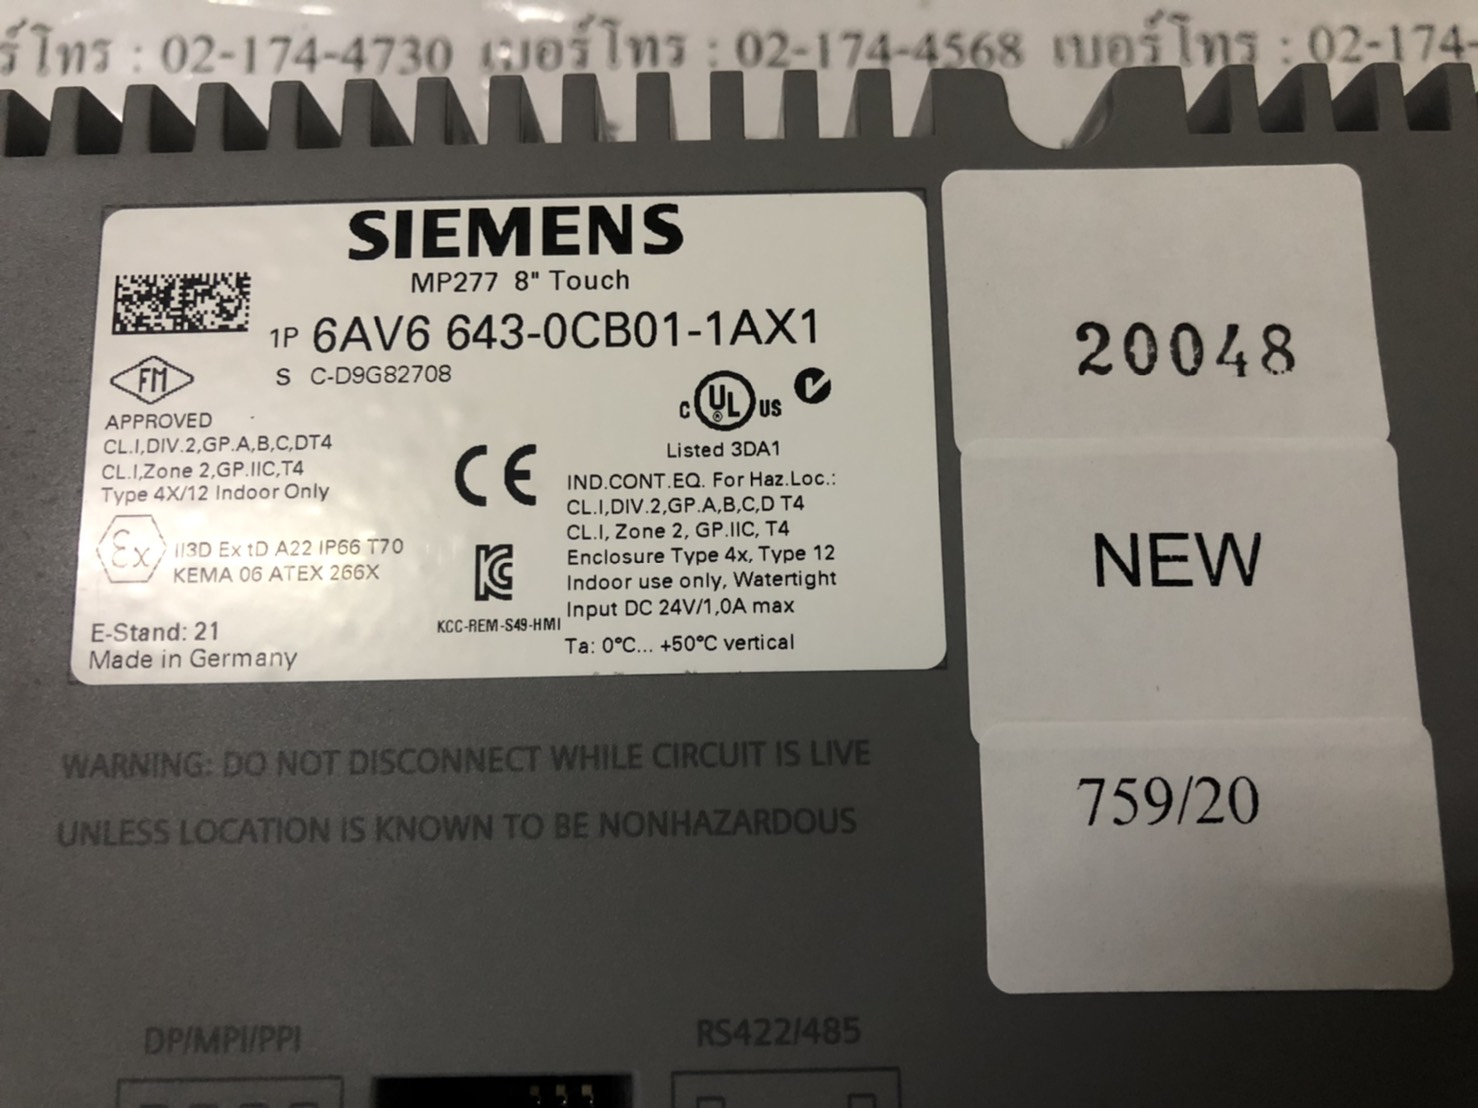 ร์โทร : 02-174-4730 เบอร์โทร : 02-174-4568 เบอร์โทร : 02-174-
SIEMENS
MP277 8" Touch
1P 6AV6 643-0CB01-1AX1
S C-D9G82708
FM
APPROVED
CL.I,DIV.2,GP.A,B,C,DT4
CL.I,Zone 2,GP.IIC,T4
Type 4X/12 Indoor Only
Ex II3D Ex tD A22 IP66 T70
KEMA 06 ATEX 266X
E-Stand: 21
Made in Germany
CE
KCC-REM-S49-HMI
C UL US
Listed 3DA1
IND.CONT.EQ. For Haz.Loc.:
CL.I,DIV.2,GP.A,B,C,D T4
CL.I, Zone 2, GP.IIC, T4
Enclosure Type 4x, Type 12
Indoor use only, Watertight
Input DC 24V/1,0A max
Ta: 0°C... +50°C vertical
20048
NEW
759/20
WARNING: DO NOT DISCONNECT WHILE CIRCUIT IS LIVE
UNLESS LOCATION IS KNOWN TO BE NONHAZARDOUS
DP/MPI/PPI
RS422/485